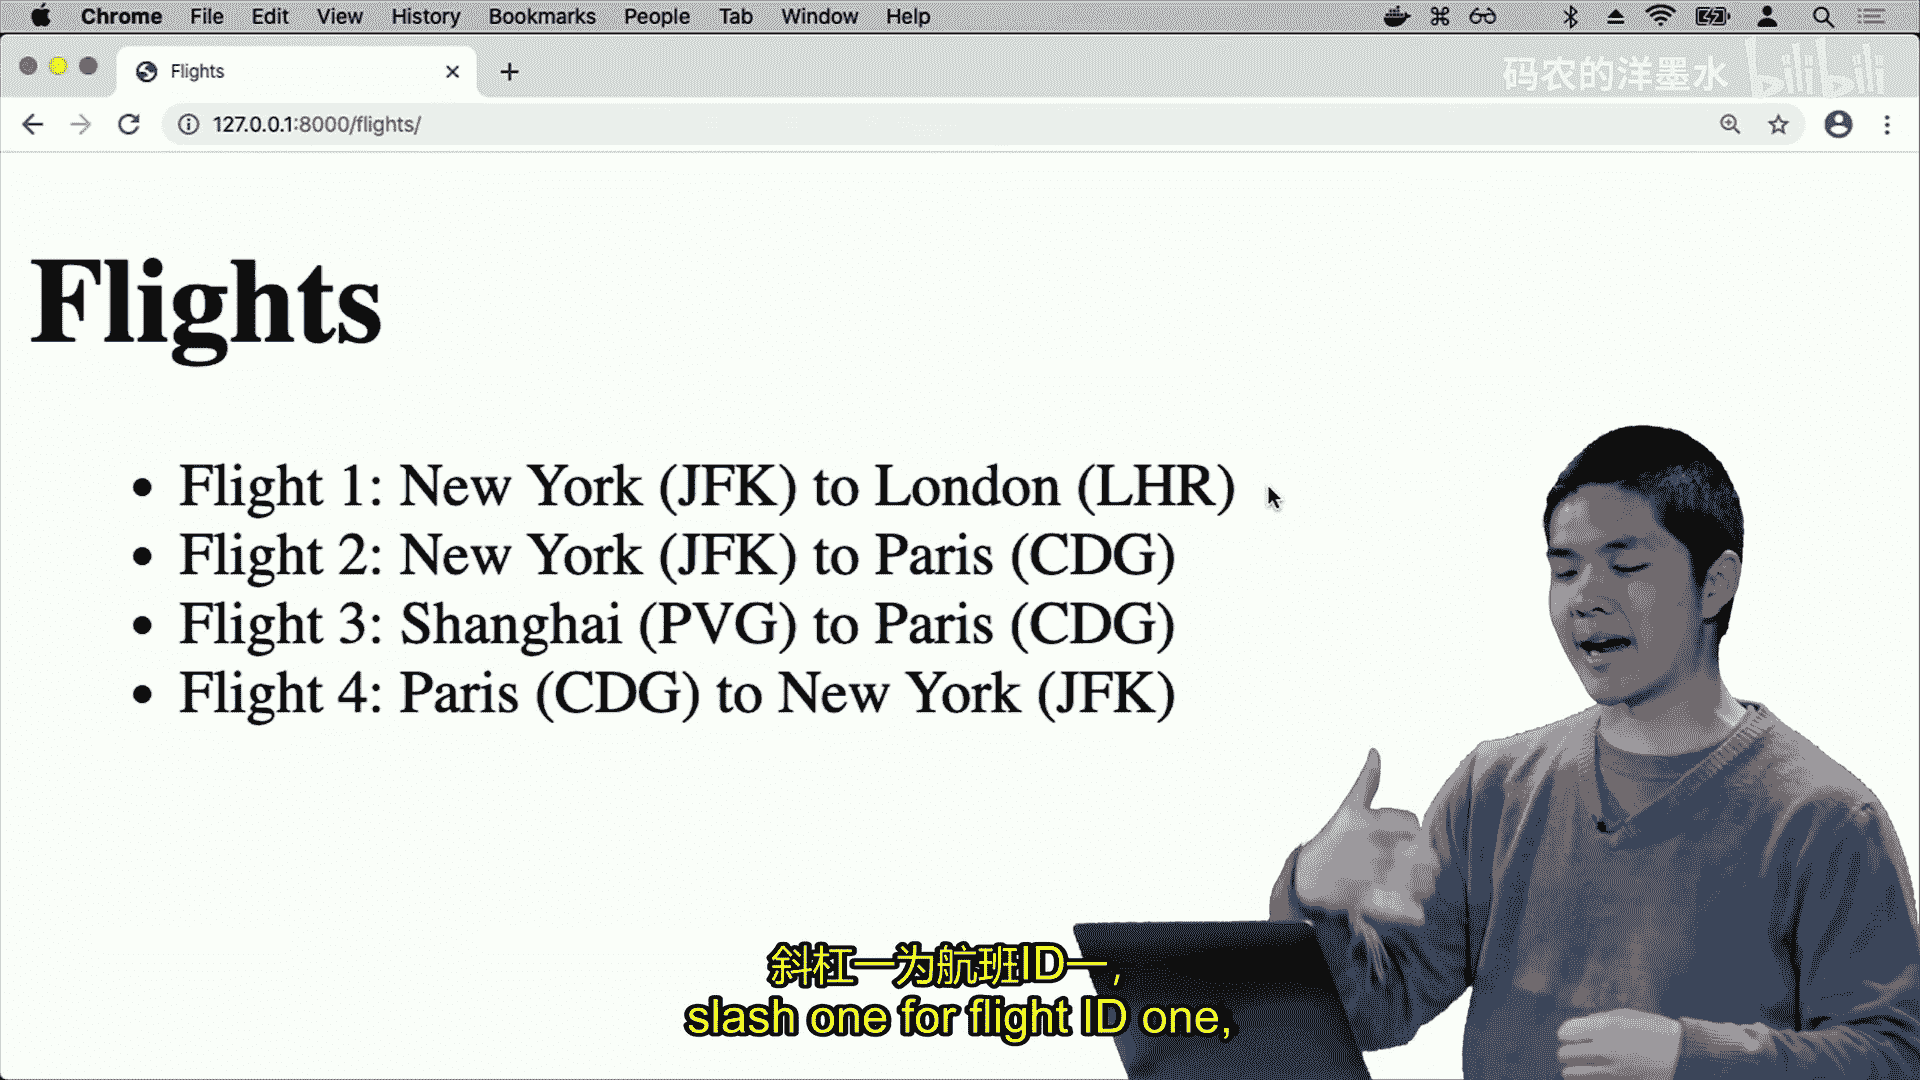 Chrome File Edit View History Bookmarks People Tab Window Help
Flights
码农的洋墨水 bilibili
127.0.0.1:8000/flights/
Flights
• Flight 1: New York (JFK) to London (LHR)
• Flight 2: New York (JFK) to Paris (CDG)
• Flight 3: Shanghai (PVG) to Paris (CDG)
• Flight 4: Paris (CDG) to New York (JFK)
斜杠一为航班ID一,
slash one for flight ID one,